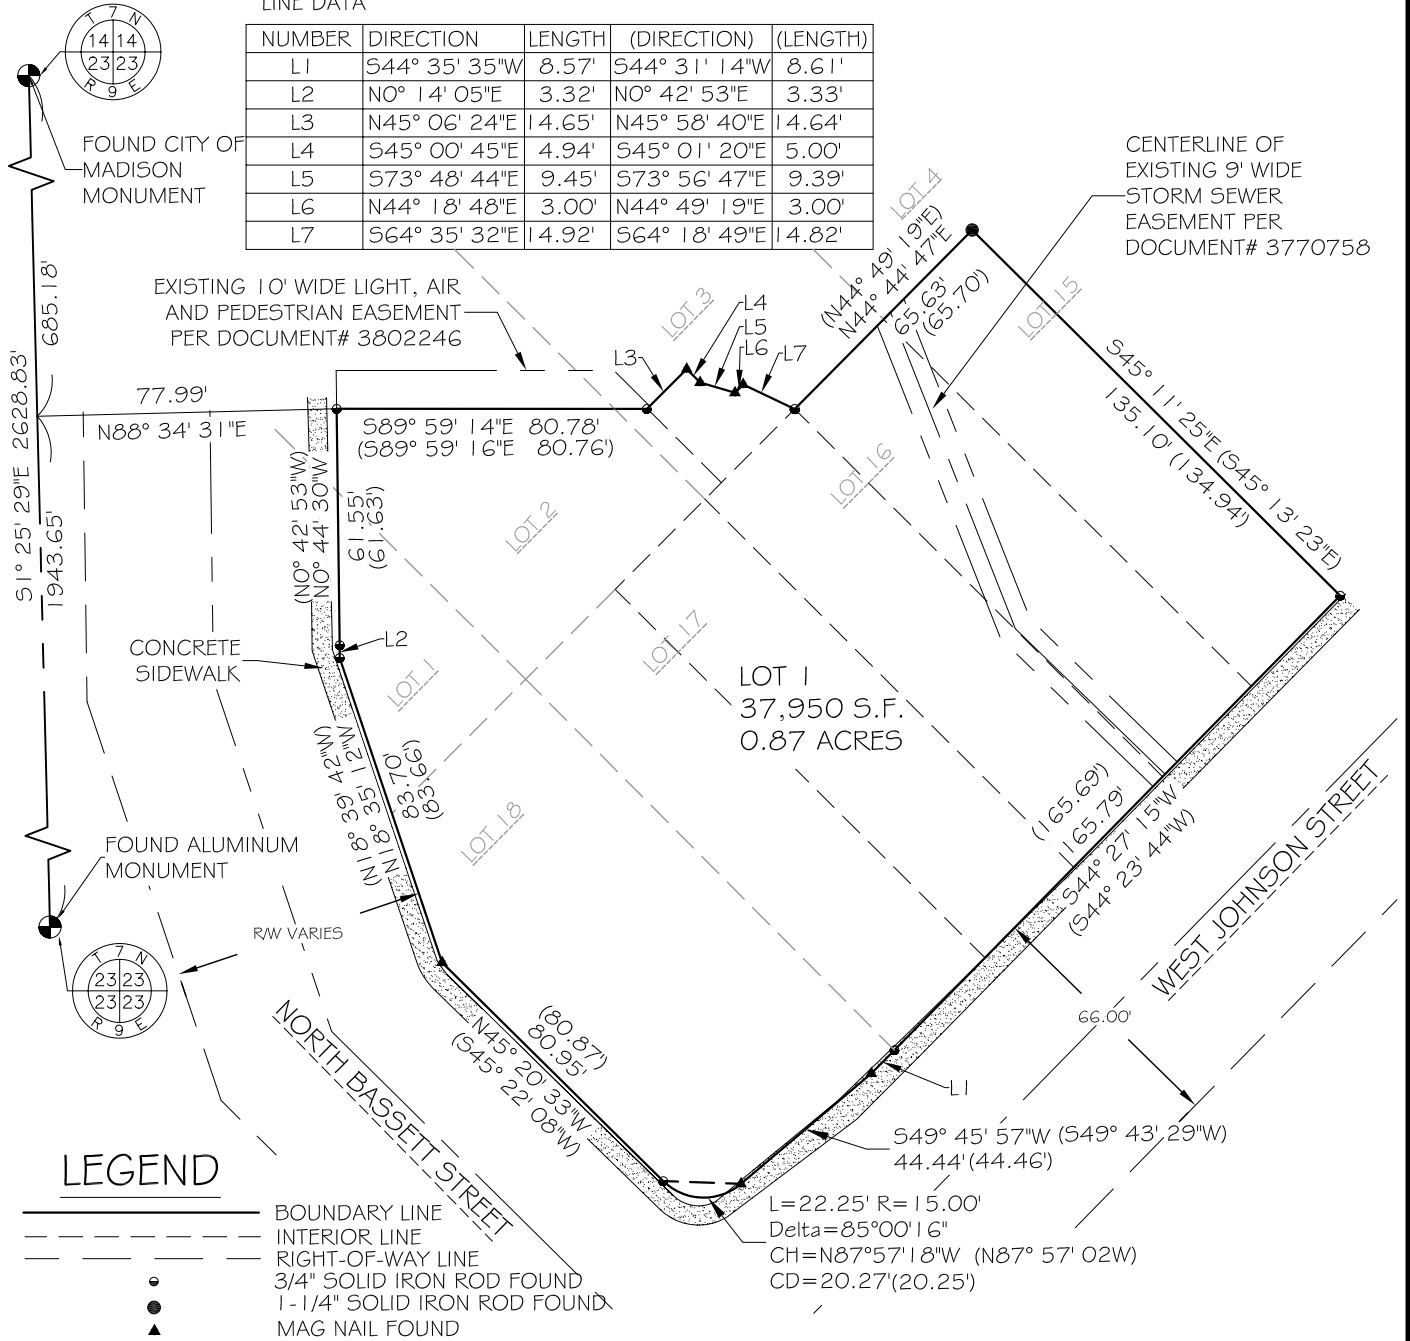 LINE DATA
NUMBER DIRECTION LENGTH (DIRECTION) (LENGTH)
L1 S44° 35' 35"W 8.57' S44° 31' 14"W 8.61'
L2 N0° 14' 05"E 3.32' N0° 42' 53"E 3.33'
L3 N45° 06' 24"E 14.65' N45° 58' 40"E 14.64'
L4 S45° 00' 45"E 4.94' S45° 01' 20"E 5.00'
L5 S73° 48' 44"E 9.45' S73° 56' 47"E 9.39'
L6 N44° 18' 48"E 3.00' N44° 49' 19"E 3.00'
L7 S64° 35' 32"E 14.92' S64° 18' 49"E 14.82'
T 7 N
14 14
23 23
R 9 E
FOUND CITY OF
MADISON
MONUMENT
CENTERLINE OF
EXISTING 9' WIDE
STORM SEWER
EASEMENT PER
DOCUMENT# 3770758
EXISTING 10' WIDE LIGHT, AIR
AND PEDESTRIAN EASEMENT
PER DOCUMENT# 3802246
LOT 4
LOT 3
LOT 15
(N44° 49' 19"E)
N44° 44' 47"E
65.63'
(65.70')
L4
L5
L6
L3
L7
S45° 11' 25"E (S45° 13' 23"E)
135.10' (134.94')
685.18'
S1° 25' 29"E 2628.83'
1943.65'
77.99'
N88° 34' 31"E
S89° 59' 14"E 80.78'
(S89° 59' 16"E 80.76')
(N0° 42' 53"W)
N0° 44' 30"W
61.55'
(61.63')
LOT 2
LOT 16
LOT 17
LOT 1
LOT 18
CONCRETE
SIDEWALK
L2
LOT 1
37,950 S.F.
0.87 ACRES
(N18° 39' 42"W)
N18° 35' 12"W
83.70'
(83.66')
(165.69')
165.79'
S44° 27' 15"W
(S44° 23' 44"W)
WEST JOHNSON STREET
FOUND ALUMINUM
MONUMENT
R/W VARIES
T 7 N
23 23
23 23
R 9 E
66.00'
NORTH BASSETT STREET
(80.87')
80.95'
N45° 20' 33"W
(S45° 22' 08"W)
L1
S49° 45' 57"W (S49° 43' 29"W)
44.44'(44.46')
L=22.25' R=15.00'
Delta=85°00'16"
CH=N87°57'18"W (N87° 57' 02W)
CD=20.27'(20.25')
LEGEND
BOUNDARY LINE
INTERIOR LINE
RIGHT-OF-WAY LINE
3/4" SOLID IRON ROD FOUND
1-1/4" SOLID IRON ROD FOUND
MAG NAIL FOUND